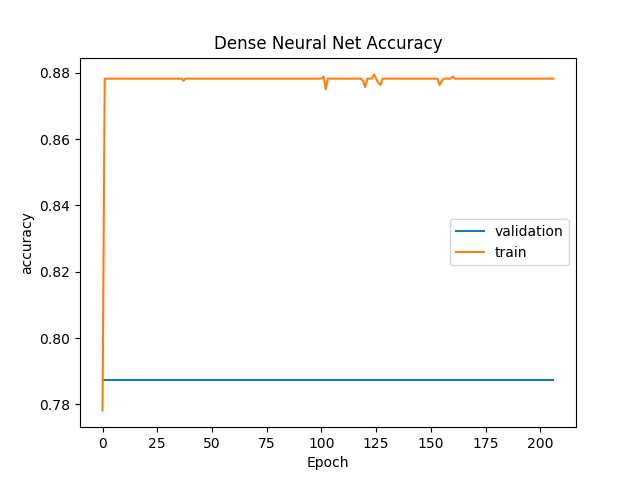 Dense Neural Net Accuracy
0.88
0.86
0.84
0.82
0.80
0.78
accuracy
validation
train
0 25 50 75 100 125 150 175 200
Epoch